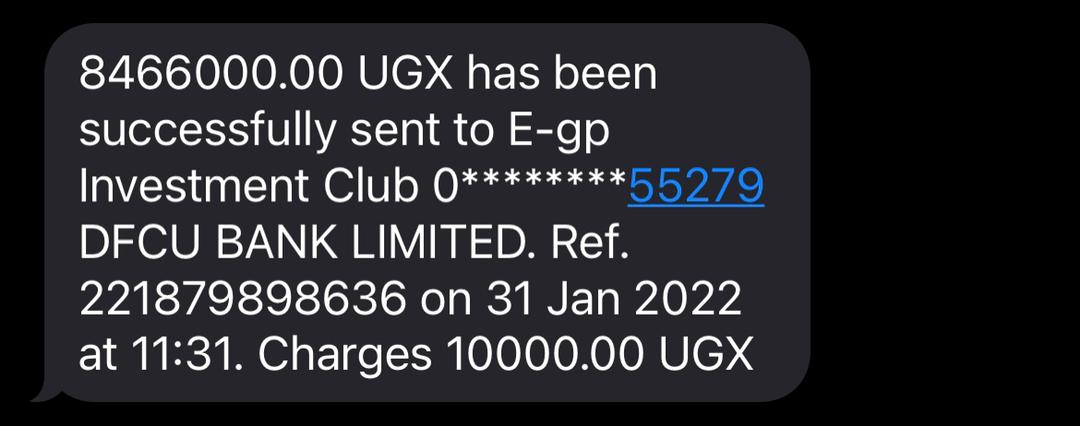 8466000.00 UGX has been
successfully sent to E-gp
Investment Club 0********55279
DFCU BANK LIMITED. Ref.
221879898636 on 31 Jan 2022
at 11:31. Charges 10000.00 UGX